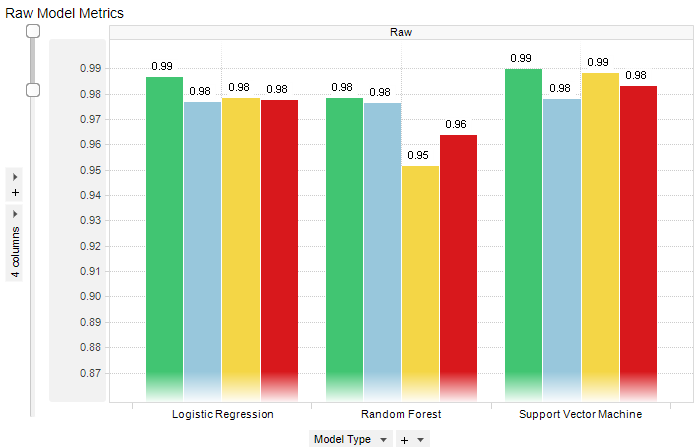 Raw Model Metrics
Raw
0.99
0.98
0.97
0.96
0.95
0.94
0.93
0.92
0.91
0.90
0.89
0.88
0.87
0.99 0.98 0.98 0.98
0.98 0.98 0.95 0.96
0.99 0.98 0.99 0.98
+
4 columns
Logistic Regression Random Forest Support Vector Machine
Model Type +